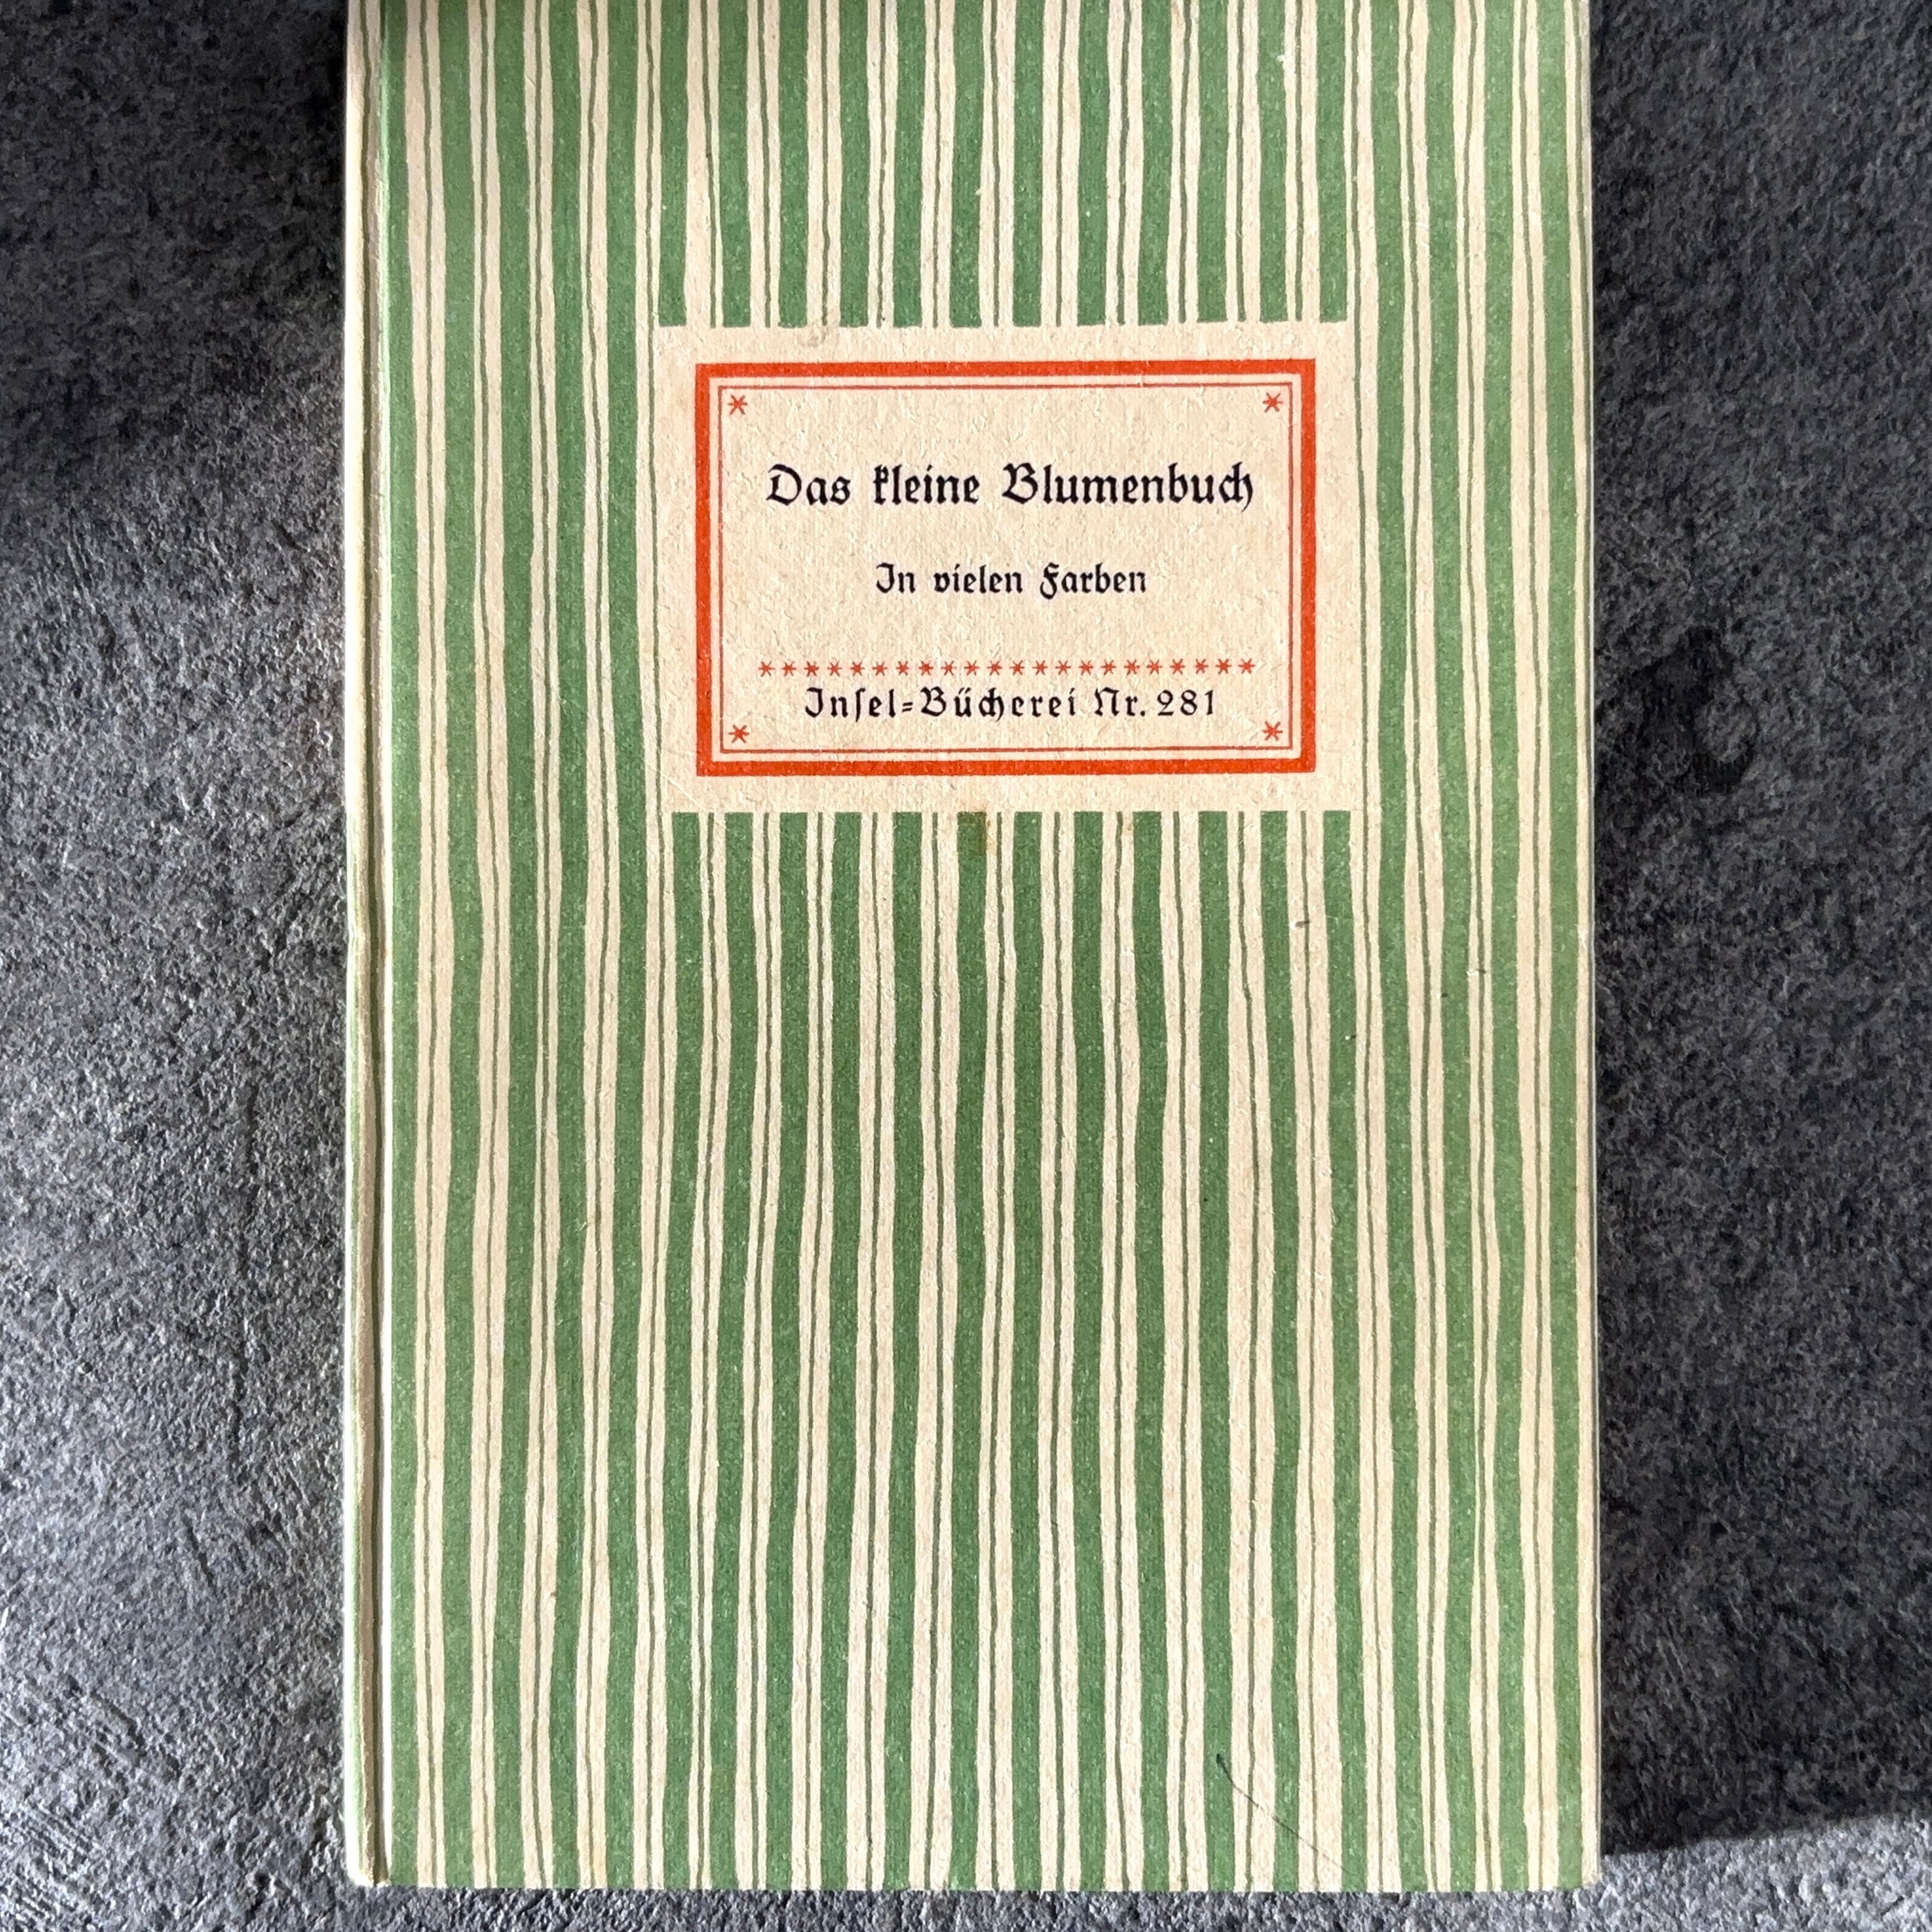 Das kleine Blumenbuch
In vielen Farben
Inſel-Bücherei Nr. 281